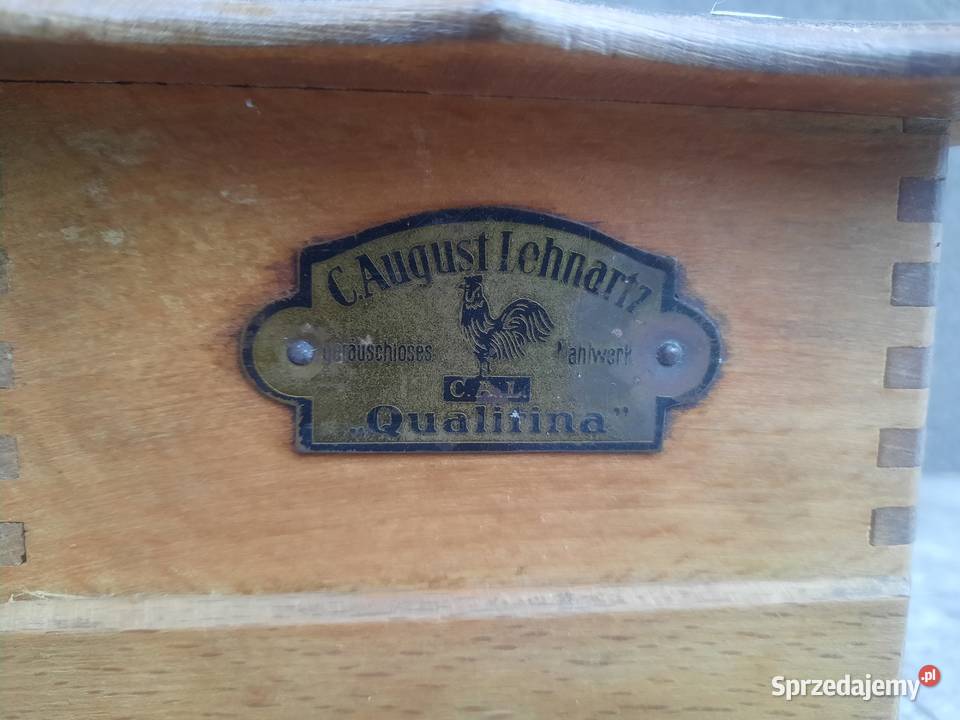 C. August Lehnartz
geräuschloses Mahlwerk
C.A.L.
„Qualitina”
Sprzedajemy.pl